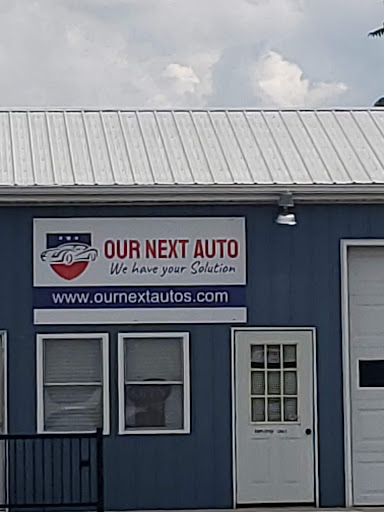 OUR NEXT AUTO
We have your Solution
www.ournextautos.com